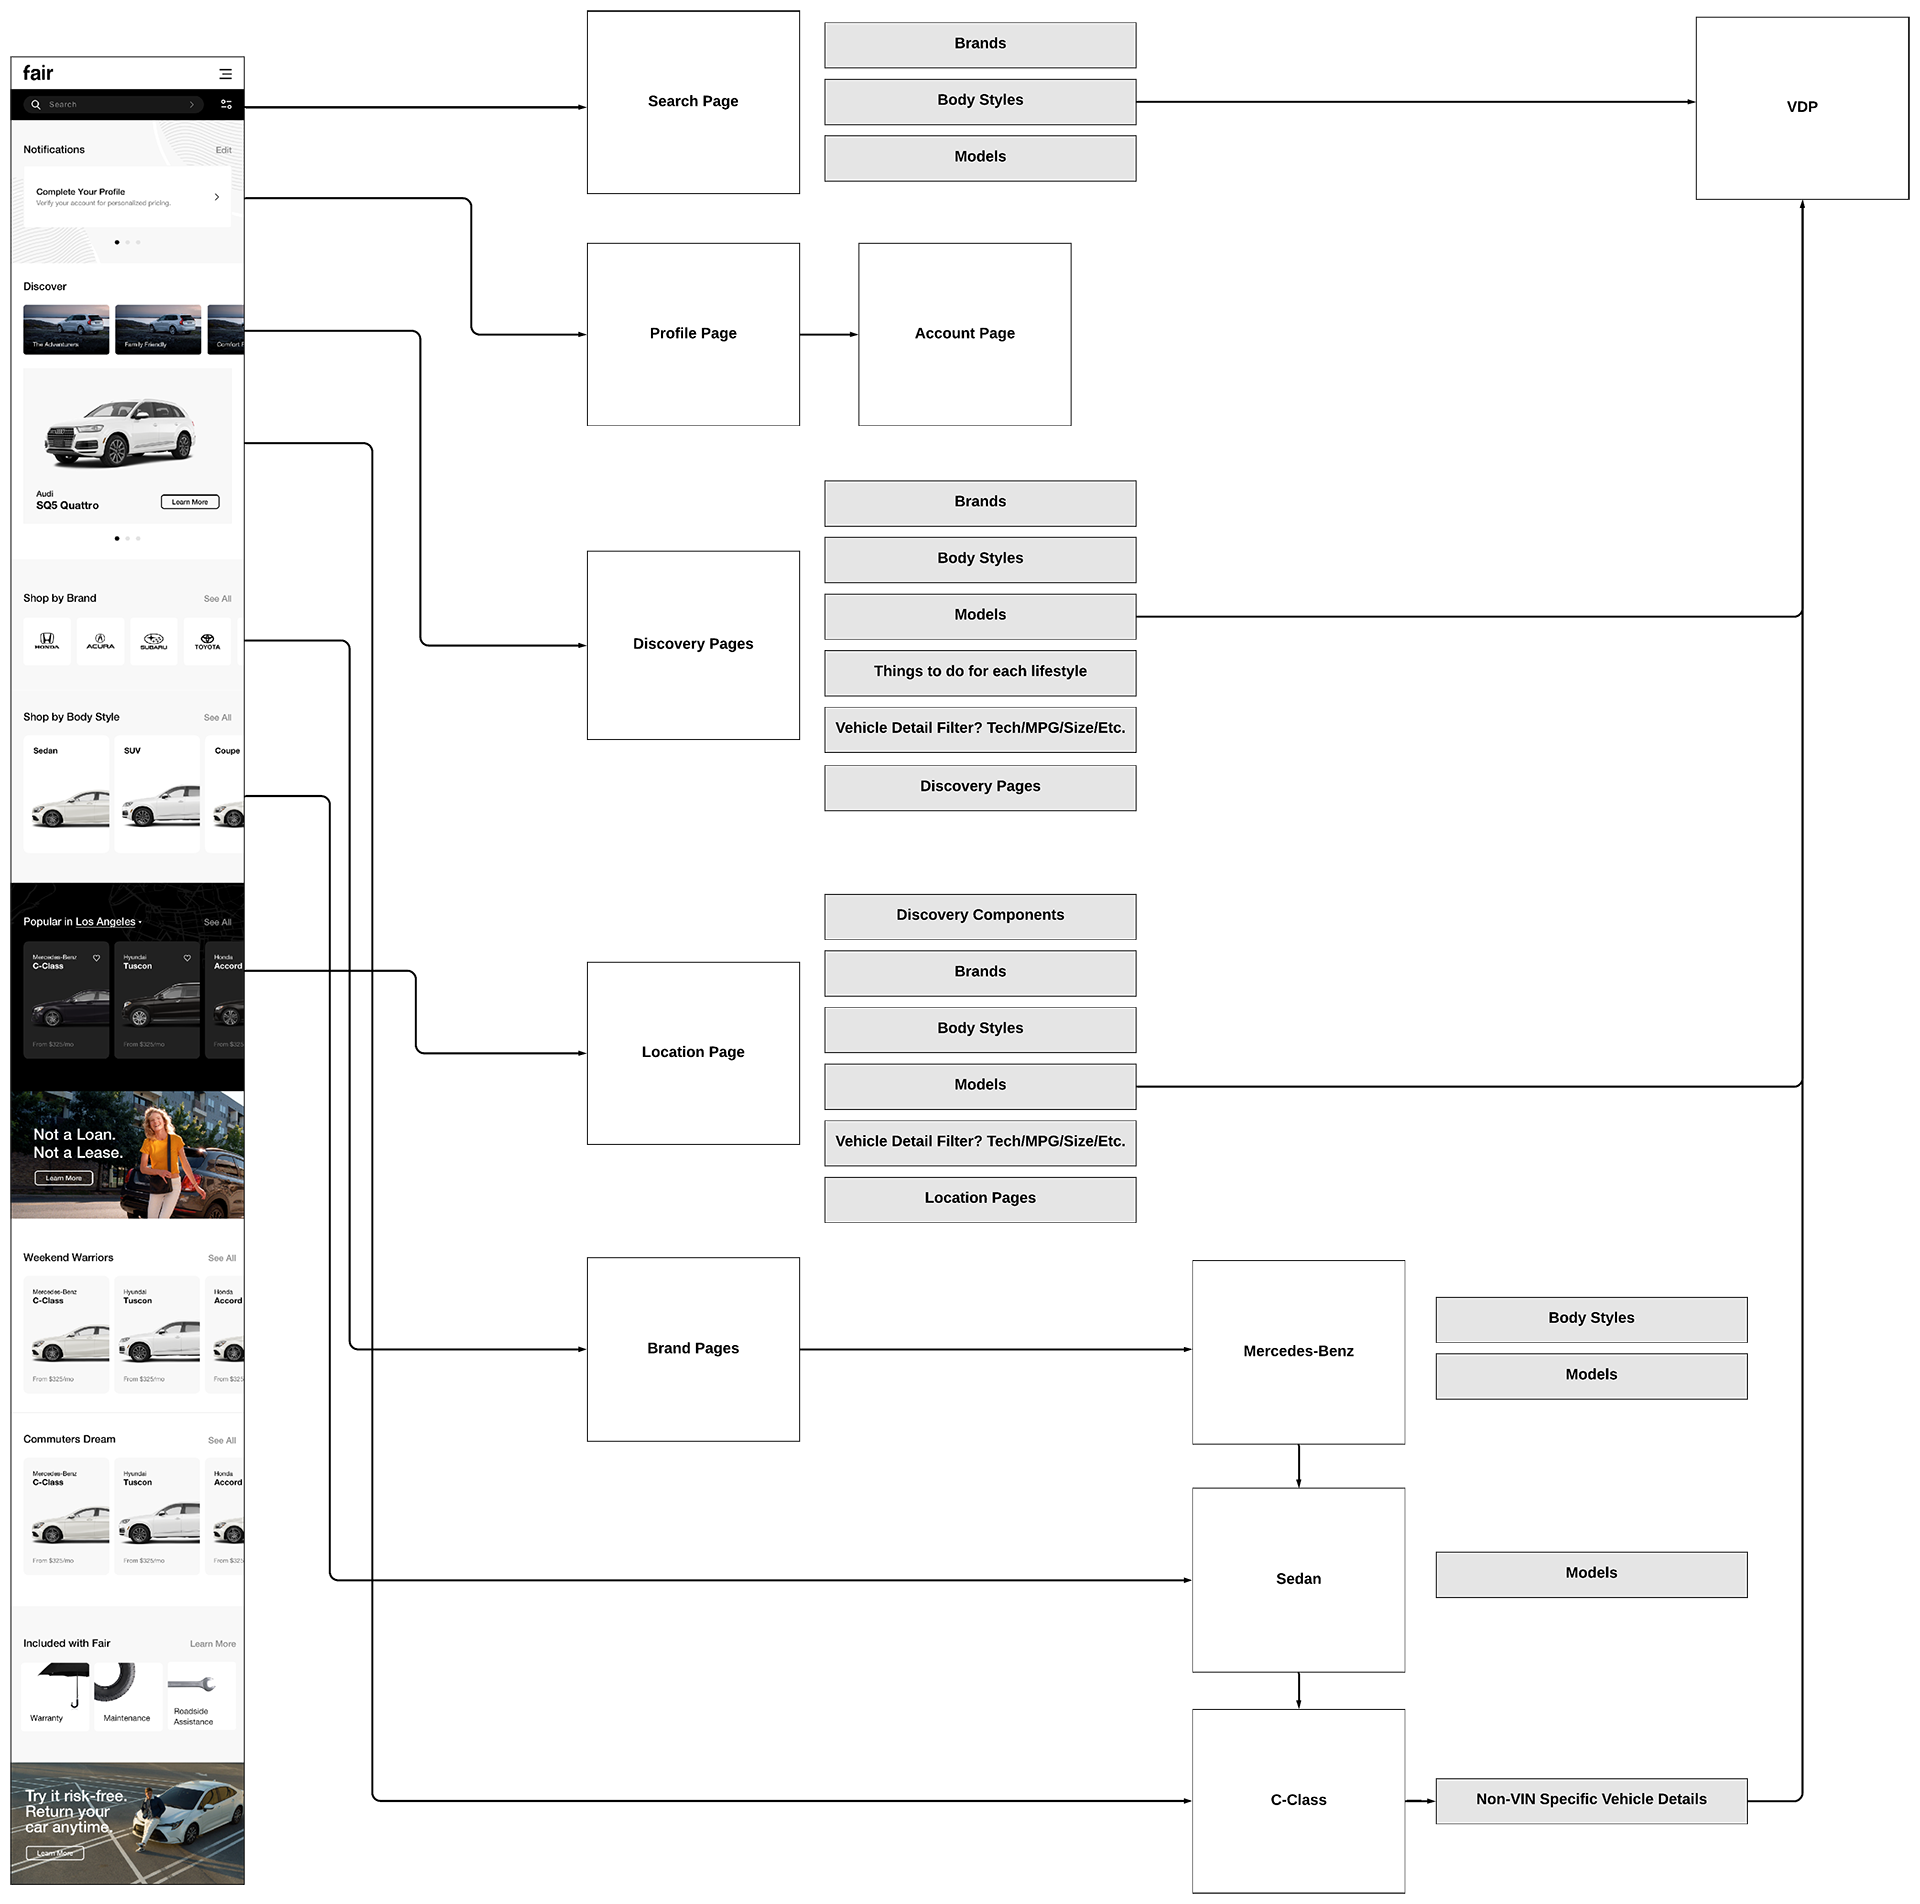 fair
Search
Notifications
Edit
Complete Your Profile
Verify your account for personalized pricing.
Discover
The Adventurers
Family Friendly
Comfort F
Audi
SQ5 Quattro
Learn More
Shop by Brand
See All
HONDA
ACURA
SUBARU
TOYOTA
Shop by Body Style
See All
Sedan
SUV
Coupe
Popular in Los Angeles
See All
Mercedes-Benz
C-Class
Hyundai
Tuscon
Honda
Accord
From $325/mo
From $325/mo
From $325
Not a Loan.
Not a Lease.
Learn More
Weekend Warriors
See All
Mercedes-Benz
C-Class
Hyundai
Tuscon
Honda
Accord
From $325/mo
From $325/mo
From $325
Commuters Dream
See All
Mercedes-Benz
C-Class
Hyundai
Tuscon
Honda
Accord
From $325/mo
From $325/mo
From $325
Included with Fair
Learn More
Warranty
Maintenance
Roadside
Assistance
Try it risk-free.
Return your
car anytime.
Learn More
Search Page
Brands
Body Styles
Models
VDP
Profile Page
Account Page
Discovery Pages
Brands
Body Styles
Models
Things to do for each lifestyle
Vehicle Detail Filter? Tech/MPG/Size/Etc.
Discovery Pages
Location Page
Discovery Components
Brands
Body Styles
Models
Vehicle Detail Filter? Tech/MPG/Size/Etc.
Location Pages
Brand Pages
Mercedes-Benz
Body Styles
Models
Sedan
Models
C-Class
Non-VIN Specific Vehicle Details